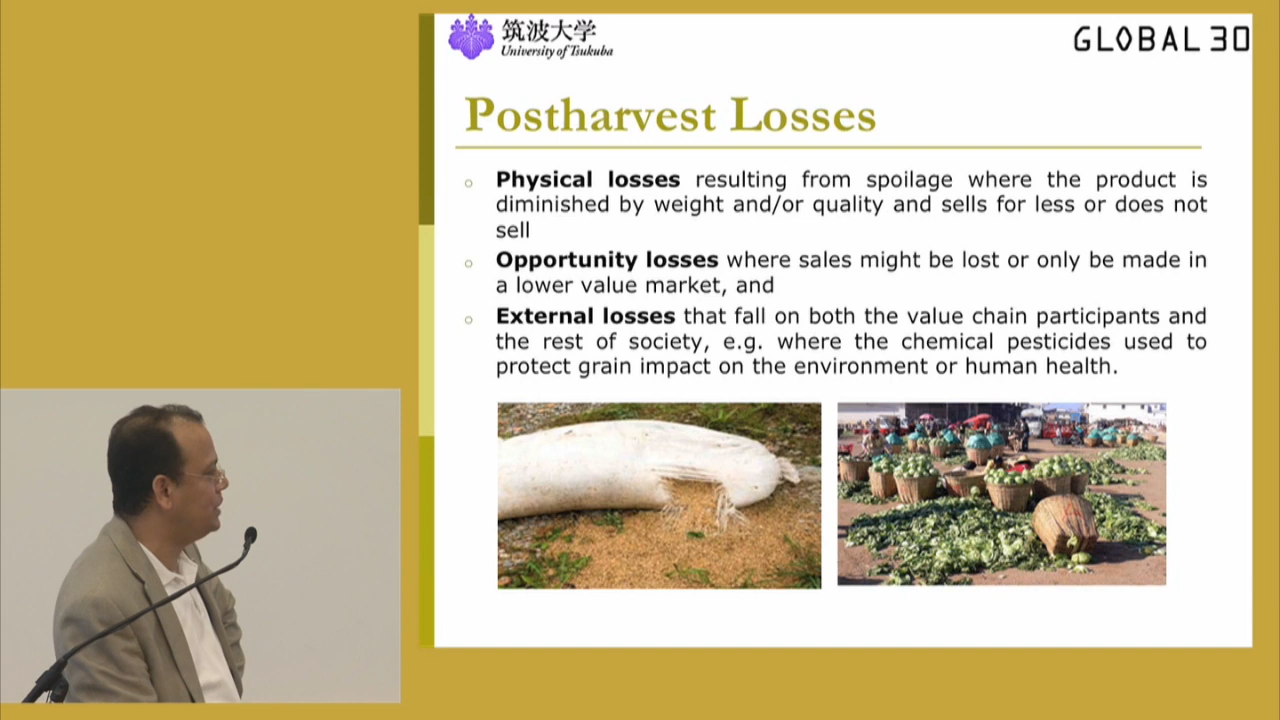 筑波大学
University of Tsukuba
GLOBAL 30
Postharvest Losses
Physical losses resulting from spoilage where the product is
diminished by weight and/or quality and sells for less or does not
sell
Opportunity losses where sales might be lost or only be made in
a lower value market, and
External losses that fall on both the value chain participants and
the rest of society, e.g. where the chemical pesticides used to
protect grain impact on the environment or human health.